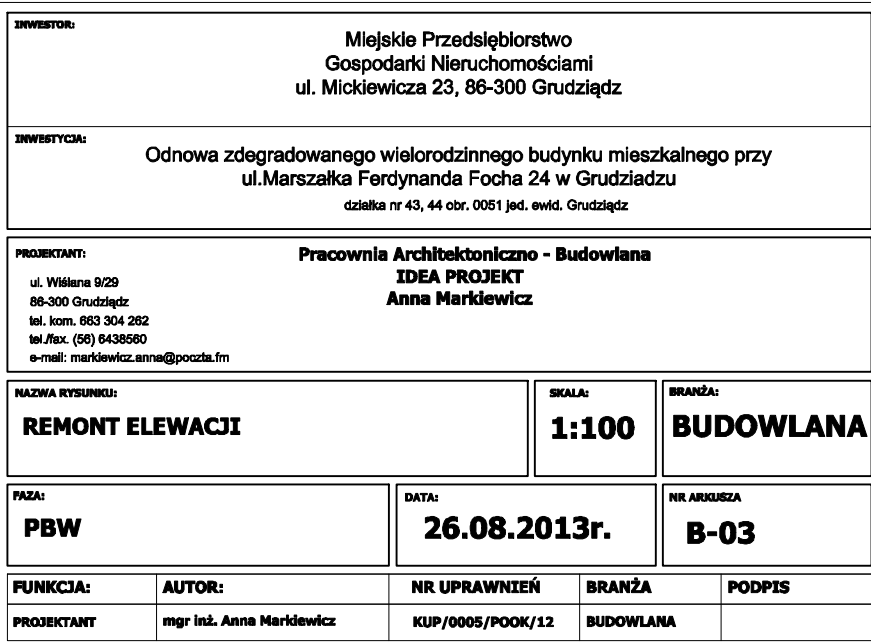 INWESTOR:
Miejskie Przedsiębiorstwo
Gospodarki Nieruchomościami
ul. Mickiewicza 23, 86-300 Grudziądz
INWESTYCJA:
Odnowa zdegradowanego wielorodzinnego budynku mieszkalnego przy
ul.Marszałka Ferdynanda Focha 24 w Grudziadzu
działka nr 43, 44 obr. 0051 jed. ewid. Grudziądz
PROJEKTANT:
Pracownia Architektoniczno - Budowlana
IDEA PROJEKT
Anna Markiewicz
ul. Wiślana 9/29
86-300 Grudziądz
tel. kom. 663 304 262
tel./fax. (56) 6438560
e-mail: markiewicz.anna@poczta.fm
NAZWA RYSUNKU:
REMONT ELEWACJI
SKALA:
1:100
BRANŻA:
BUDOWLANA
FAZA:
PBW
DATA:
26.08.2013r.
NR ARKUSZA
B-03
FUNKCJA: AUTOR: NR UPRAWNIEŃ BRANŻA PODPIS
PROJEKTANT mgr inż. Anna Markiewicz KUP/0005/POOK/12 BUDOWLANA